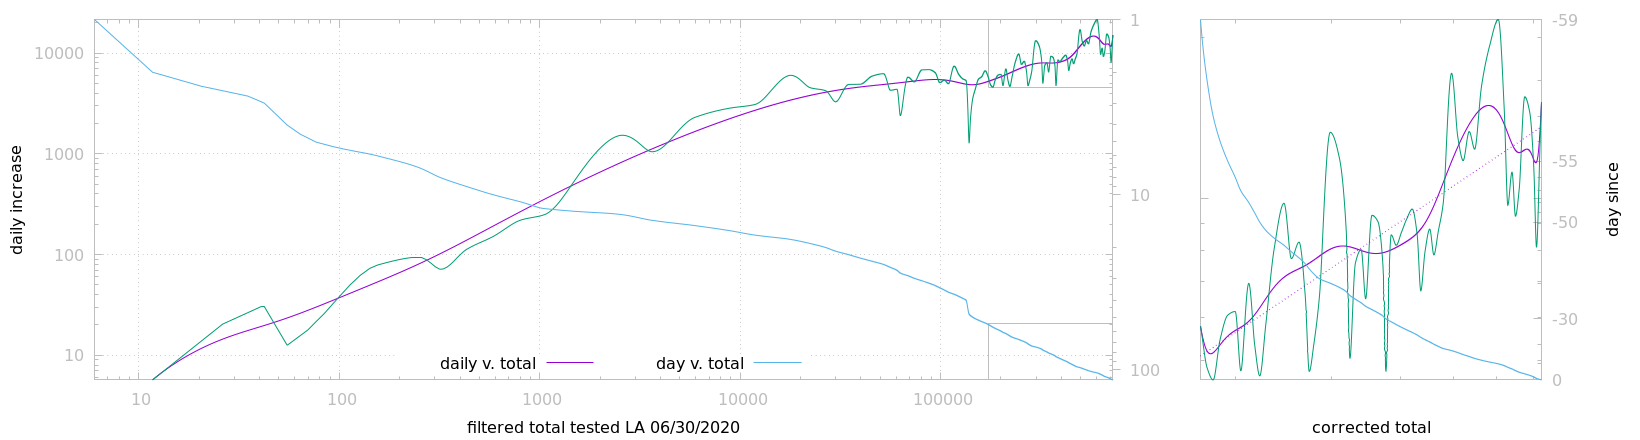 10000
1000
100
10
daily increase
1
10
100
daily v. total
day v. total
10
100
1000
10000
100000
filtered total tested LA 06/30/2020
-59
-55
-50
-30
0
day since
corrected total